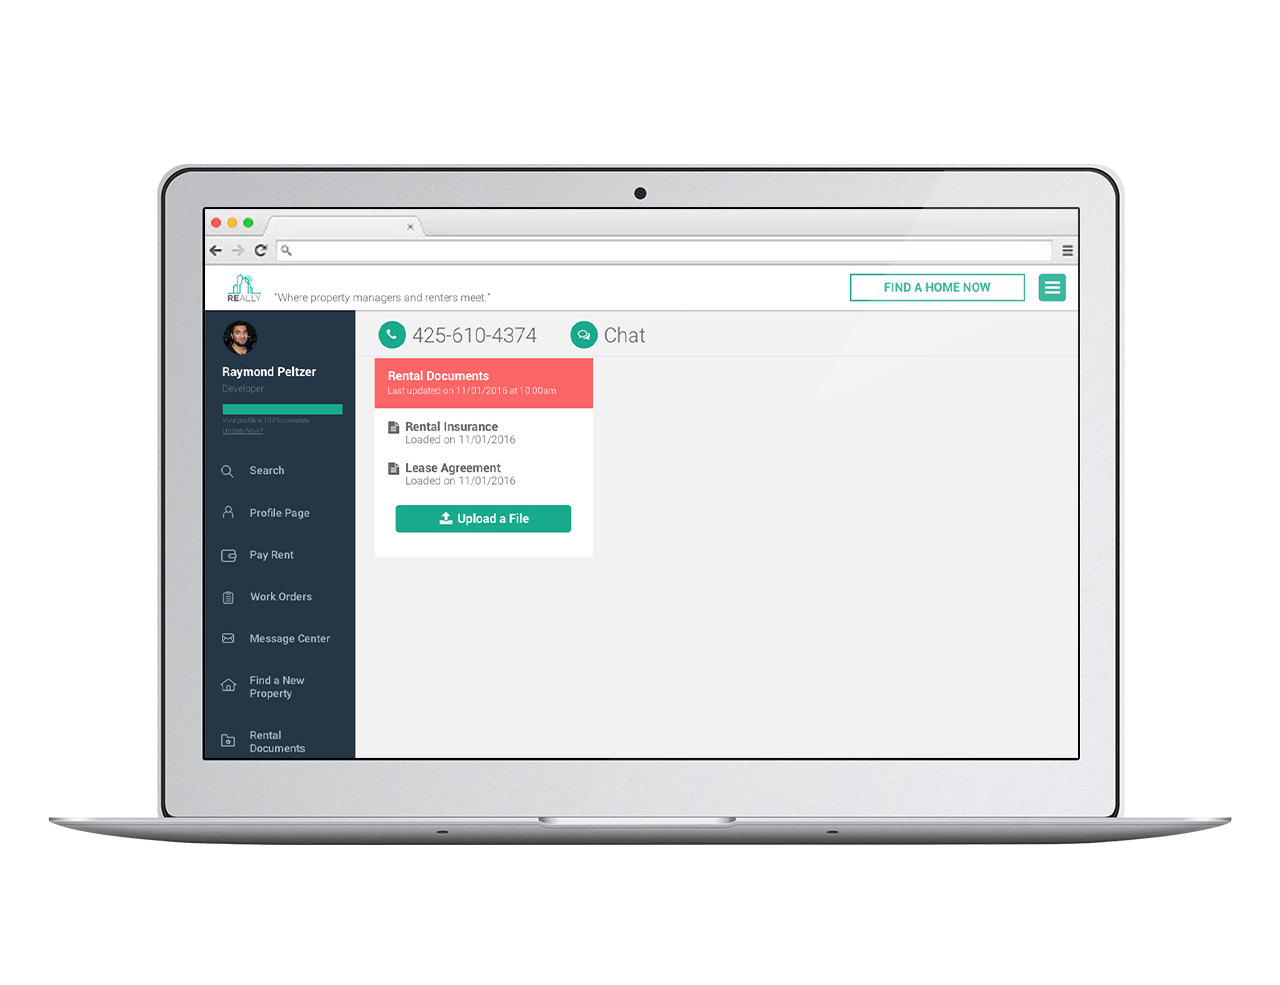 REALLY
"Where property managers and renters meet."
FIND A HOME NOW
425-610-4374
Chat
Raymond Peltzer
Developer
Your profile is 100% complete
Update Now?
Search
Profile Page
Pay Rent
Work Orders
Message Center
Find a New
Property
Rental
Documents
Rental Documents
Last updated on 11/01/2016 at 10:00am
Rental Insurance
Loaded on 11/01/2016
Lease Agreement
Loaded on 11/01/2016
Upload a File